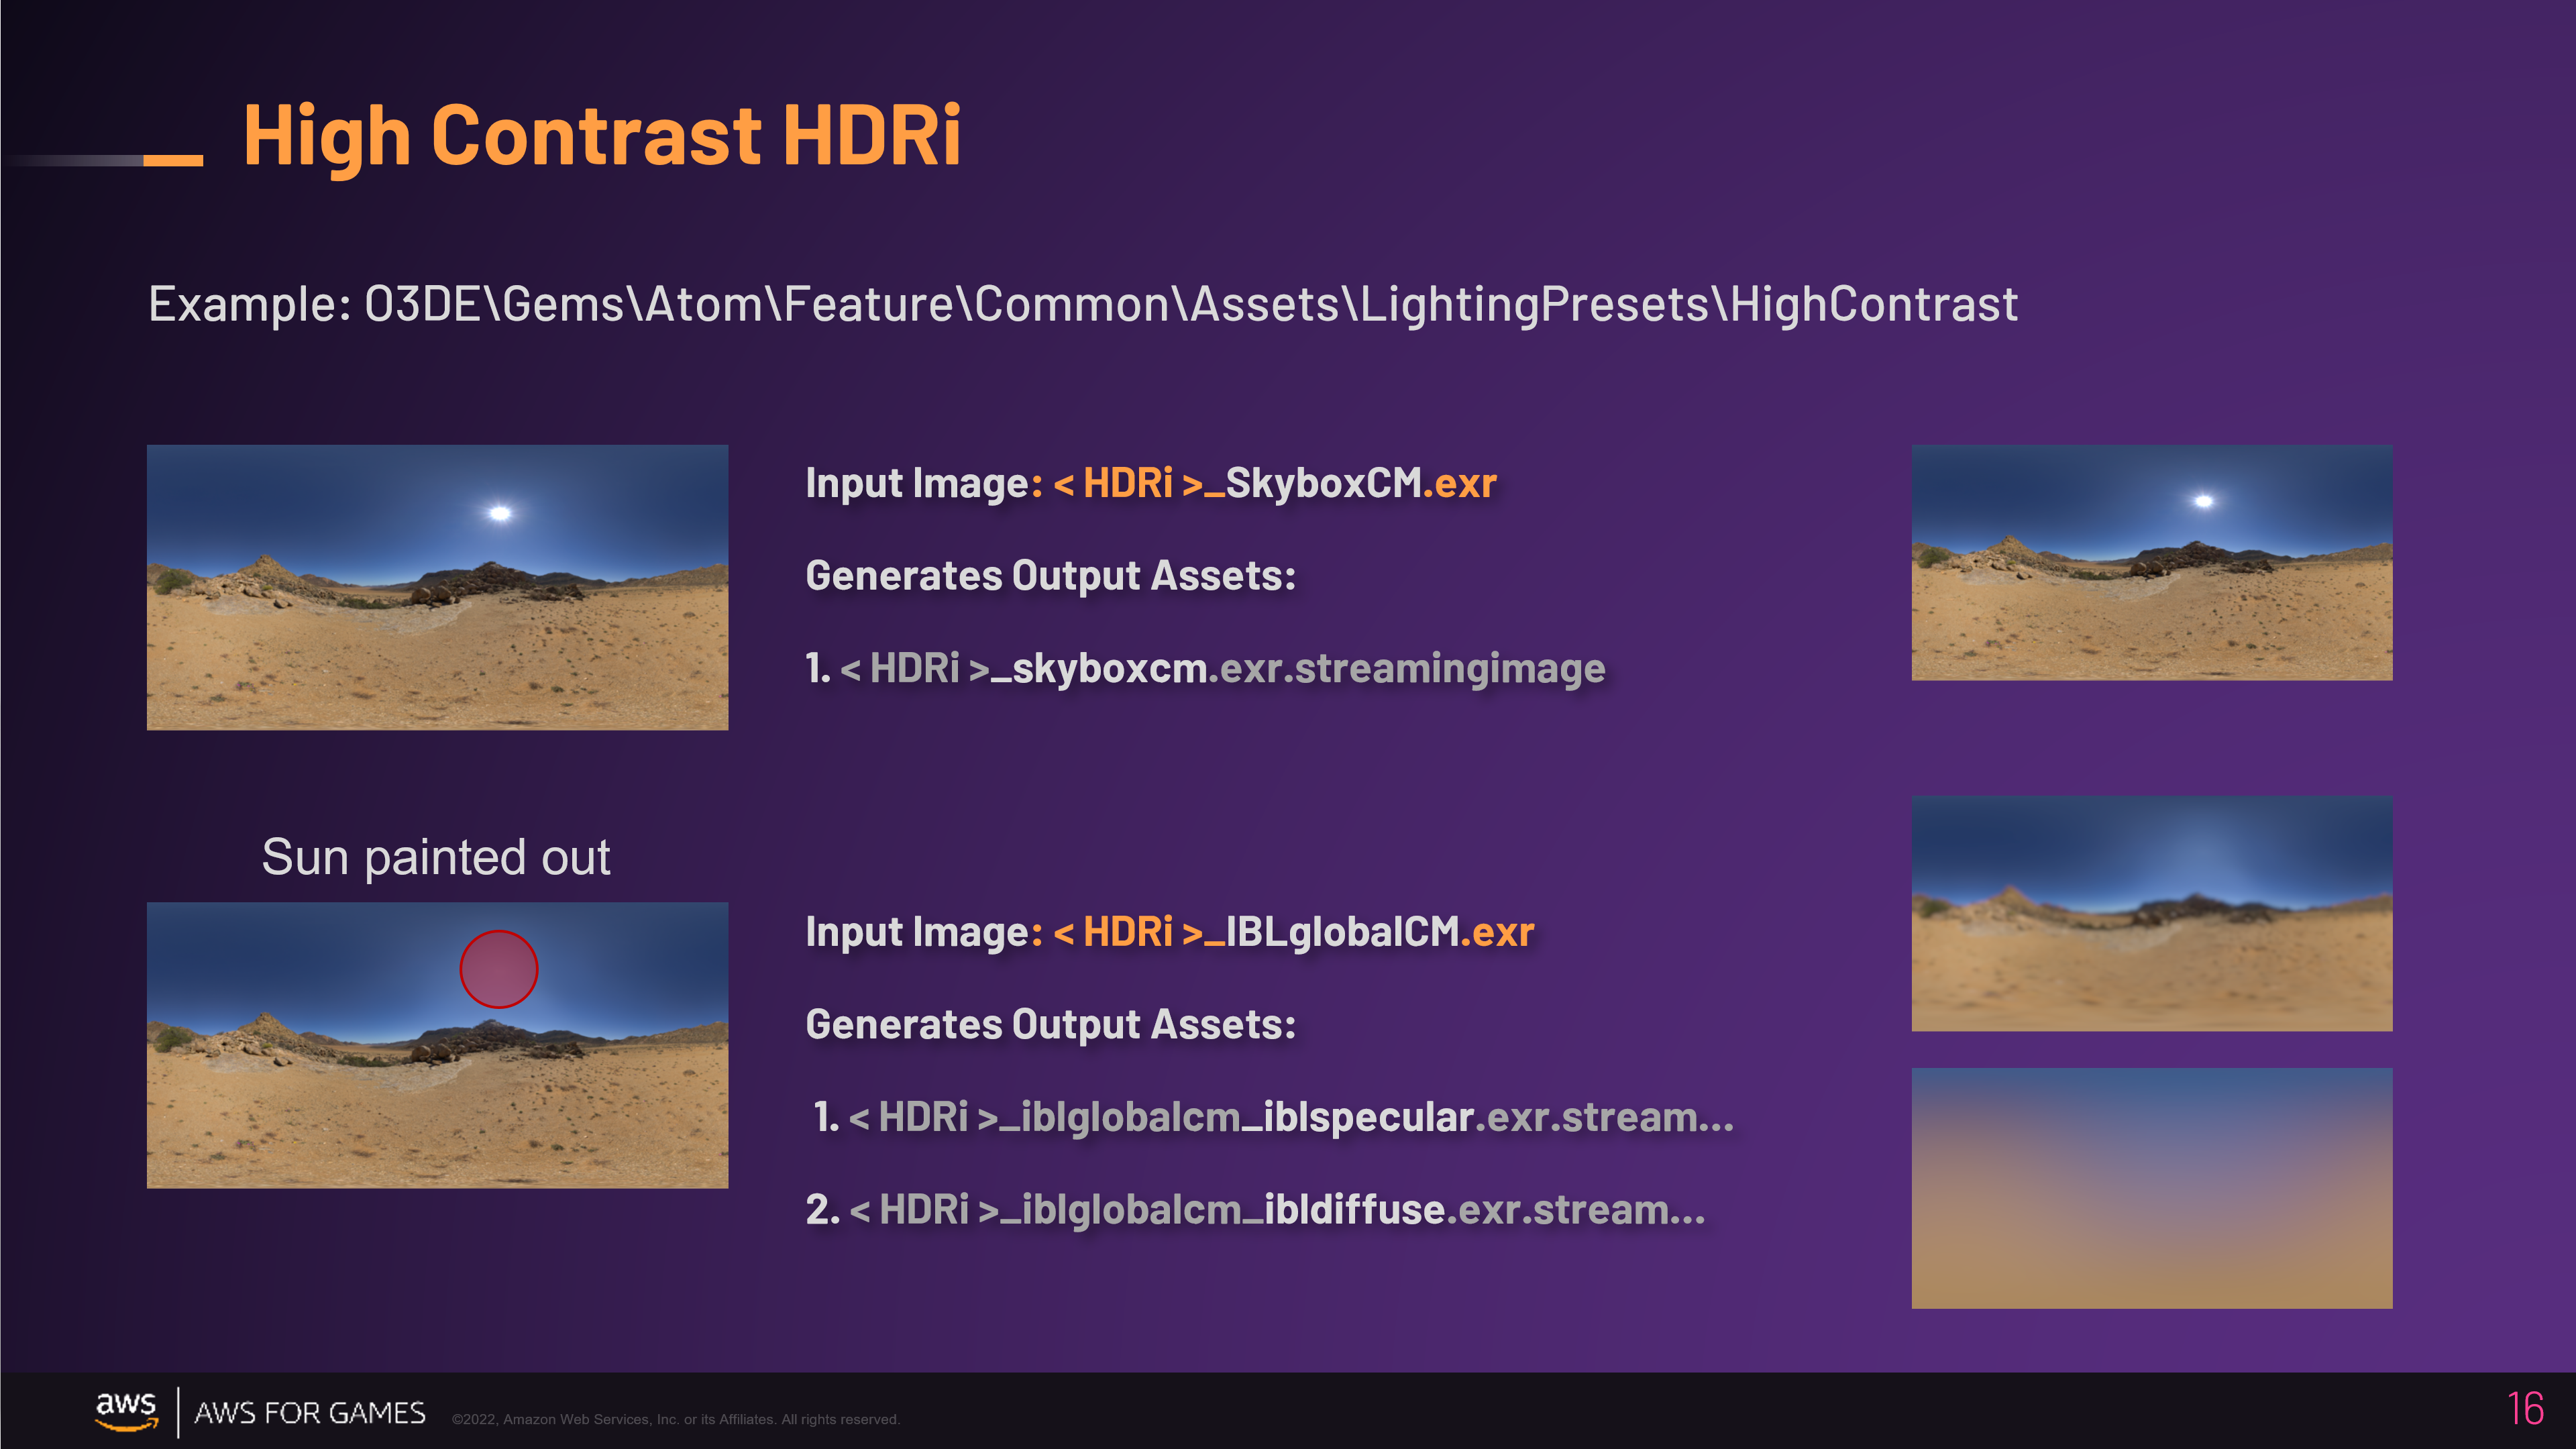 High Contrast HDRi
Example: O3DE\Gems\Atom\Feature\Common\Assets\LightingPresets\HighContrast
Input Image: < HDRi >_SkyboxCM.exr
Generates Output Assets:
1. < HDRi >_skyboxcm.exr.streamingimage
Sun painted out
Input Image: < HDRi >_IBLglobalCM.exr
Generates Output Assets:
1. < HDRi >_iblglobalcm_iblspecular.exr.stream...
2. < HDRi >_iblglobalcm_ibldiffuse.exr.stream...
aws | AWS FOR GAMES
©2022, Amazon Web Services, Inc. or its Affiliates. All rights reserved.
16